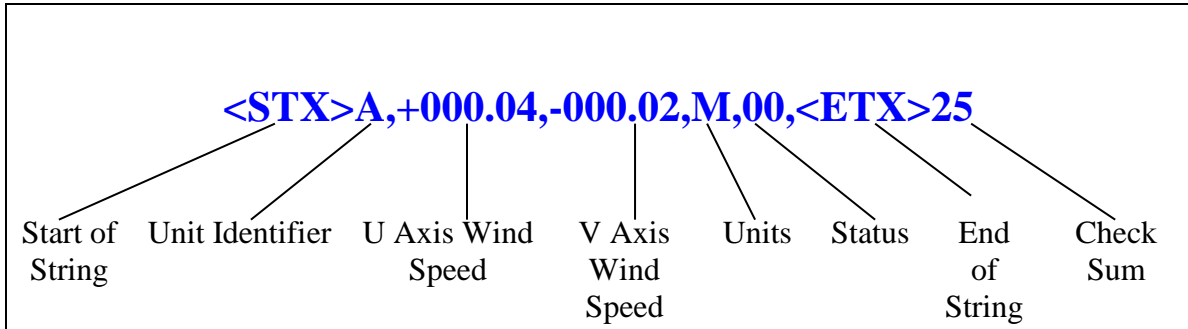 <STX>A,+000.04,-000.02,M,00,<ETX>25
Start of String
Unit Identifier
U Axis Wind Speed
V Axis Wind Speed
Units
Status
End of String
Check Sum